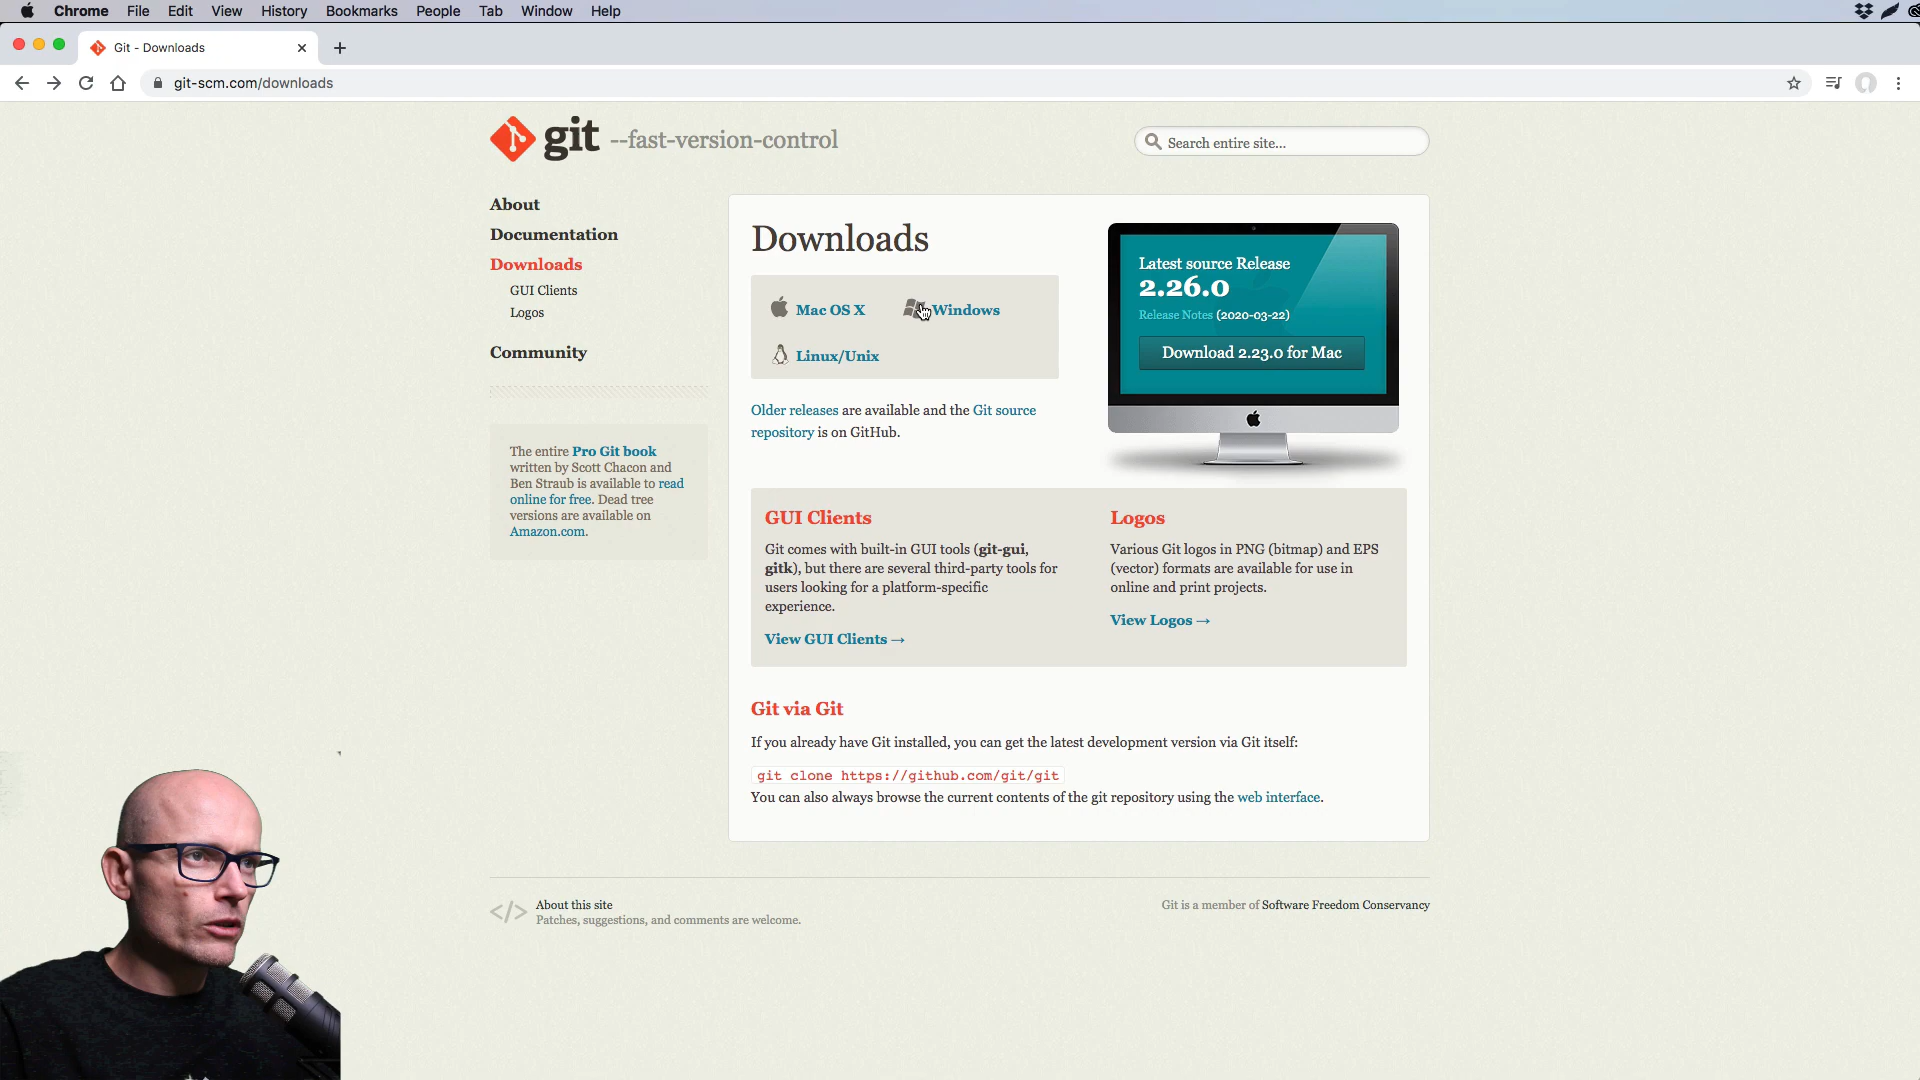 Chrome File Edit View History Bookmarks People Tab Window Help
Git - Downloads
git-scm.com/downloads
git --fast-version-control
Search entire site...
About
Documentation
Downloads
GUI Clients
Logos
Community
The entire Pro Git book
written by Scott Chacon and
Ben Straub is available to read
online for free. Dead tree
versions are available on
Amazon.com.
Downloads
Mac OS X
Windows
Linux/Unix
Older releases are available and the Git source
repository is on GitHub.
Latest source Release
2.26.0
Release Notes (2020-03-22)
Download 2.23.0 for Mac
GUI Clients
Git comes with built-in GUI tools (git-gui,
gitk), but there are several third-party tools for
users looking for a platform-specific
experience.
View GUI Clients →
Logos
Various Git logos in PNG (bitmap) and EPS
(vector) formats are available for use in
online and print projects.
View Logos →
Git via Git
If you already have Git installed, you can get the latest development version via Git itself:
git clone https://github.com/git/git
You can also always browse the current contents of the git repository using the web interface.
</> About this site
Patches, suggestions, and comments are welcome.
Git is a member of Software Freedom Conservancy